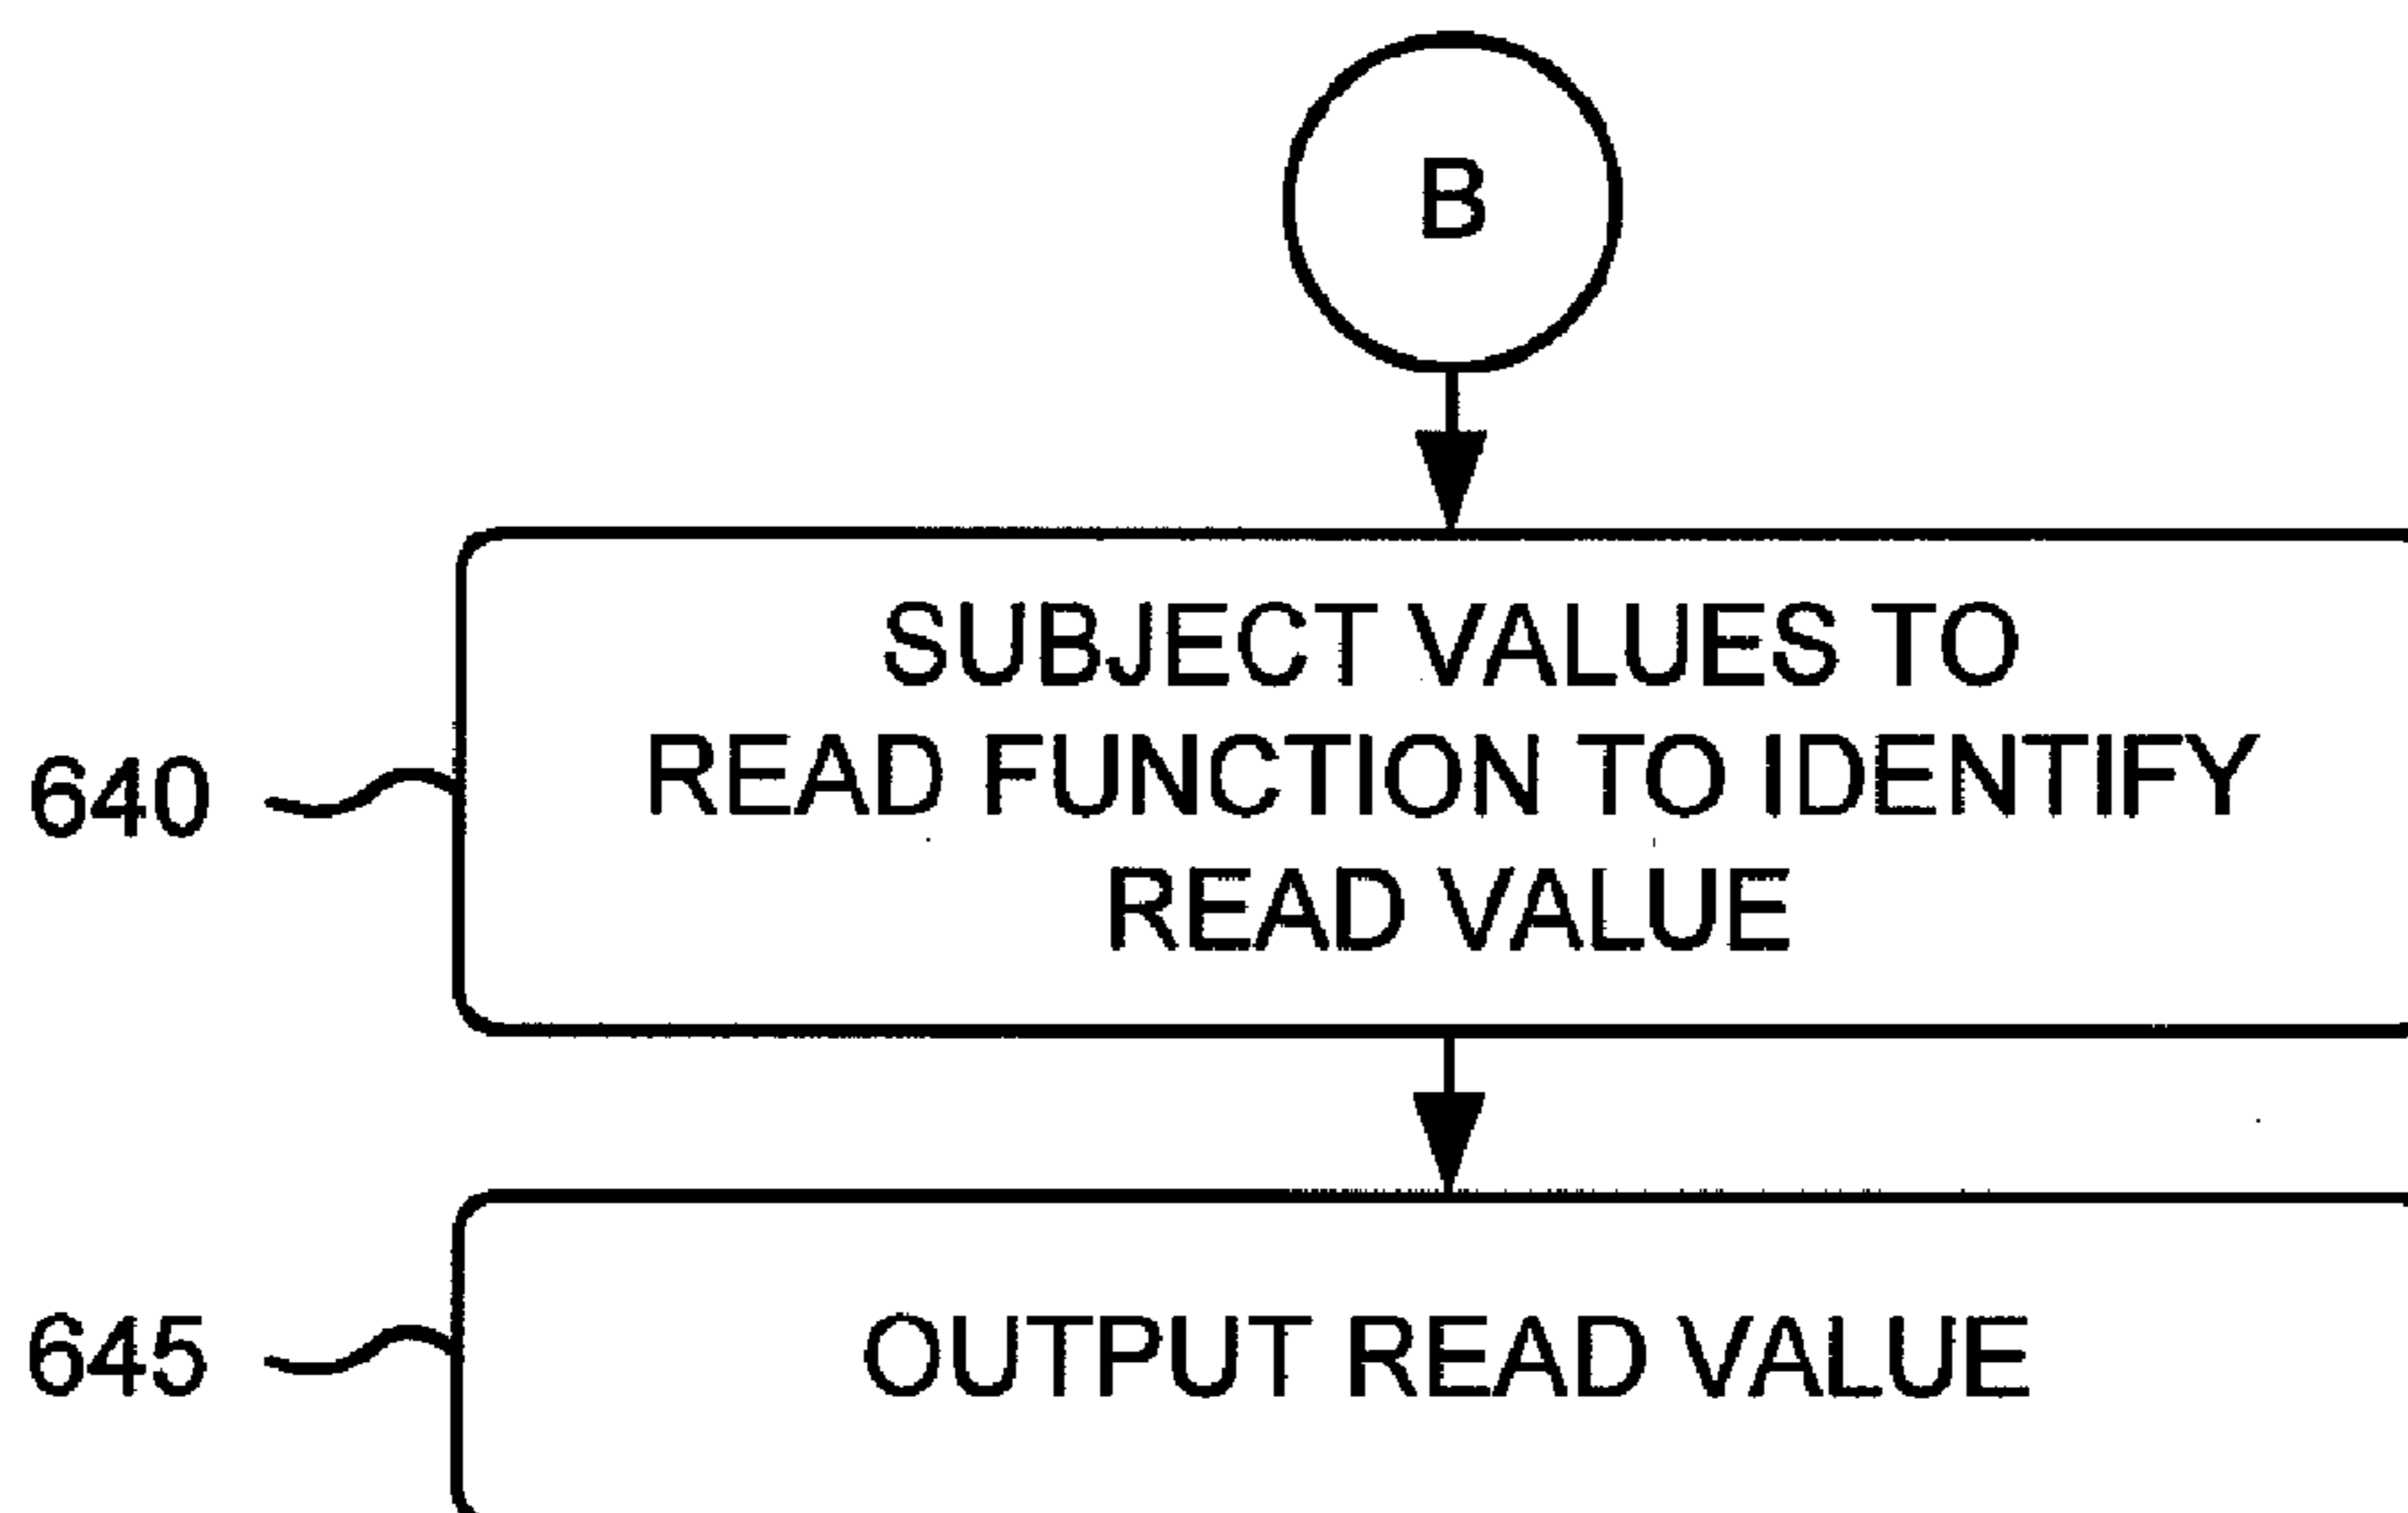 B
SUBJECT VALUES TO
READ FUNCTION TO IDENTIFY
READ VALUE
640
OUTPUT READ VALUE
645